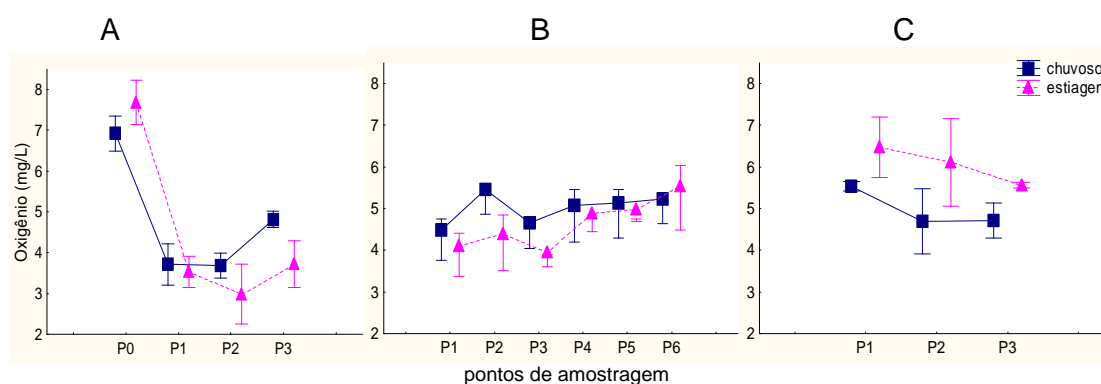 A B C
Oxigênio (mg/L)
8 7 6 5 4 3 2
P0 P1 P2 P3
8 7 6 5 4 3 2
P1 P2 P3 P4 P5 P6
8 7 6 5 4 3 2
P1 P2 P3
chuvoso
estiagem
pontos de amostragem